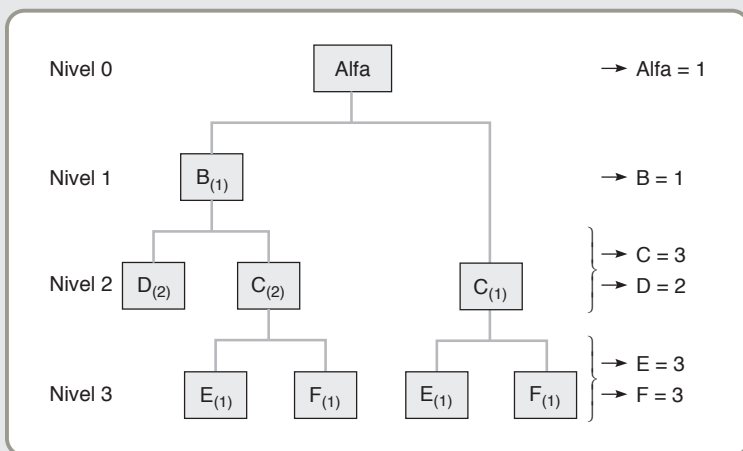 Nivel 0 Alfa → Alfa = 1
Nivel 1 B(1) → B = 1
→ C = 3
Nivel 2 D(2) C(2) C(1) → D = 2
→ E = 3
Nivel 3 E(1) F(1) E(1) F(1) → F = 3